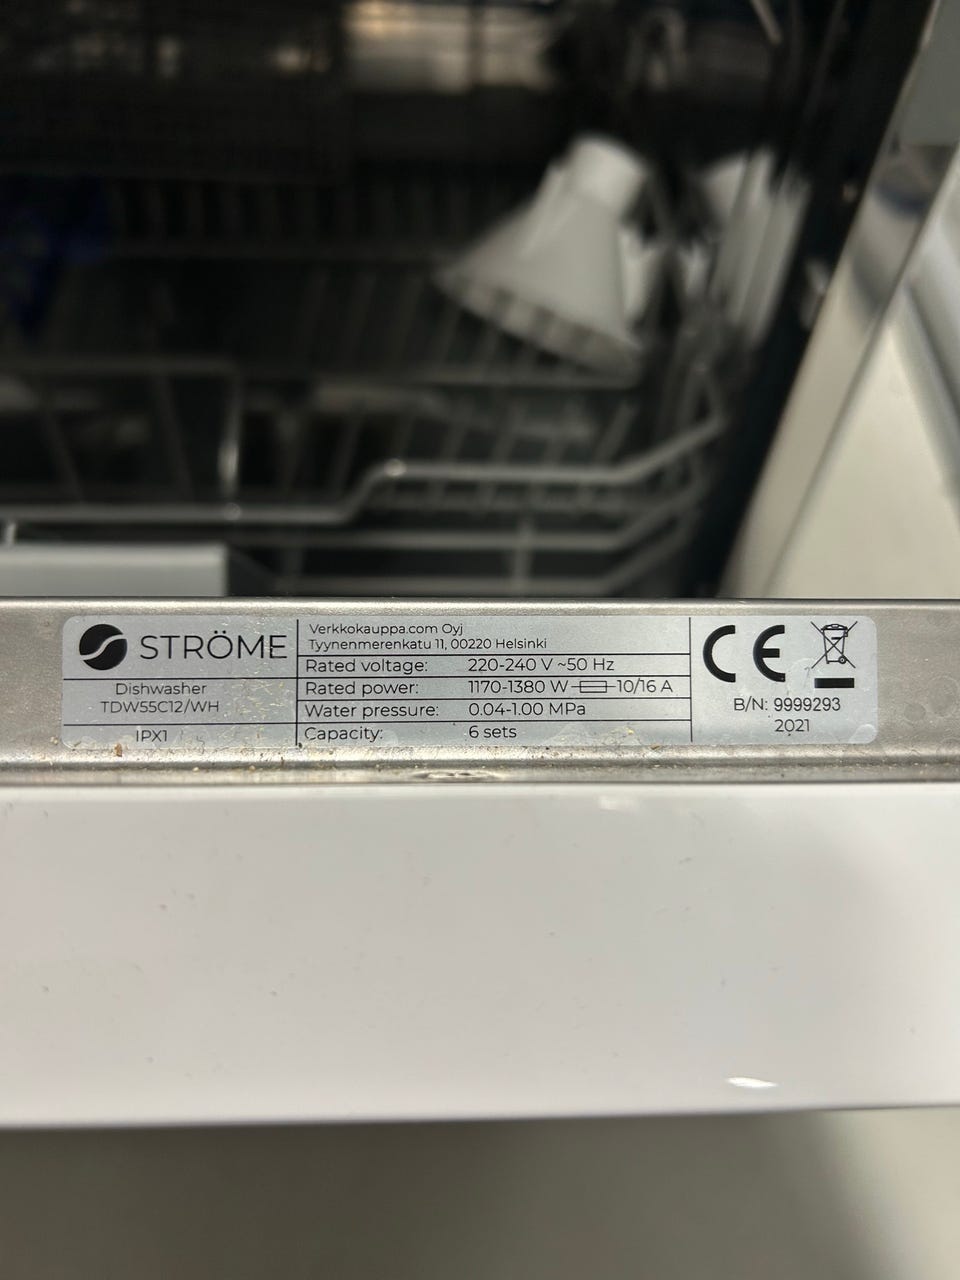 STRÖME
Dishwasher
TDW55C12/WH
IPX1
Verkkokauppa.com Oyj
Tyynenmerenkatu 11, 00220 Helsinki
Rated voltage: 220-240 V ~50 Hz
Rated power: 1170-1380 W 10/16 A
Water pressure: 0.04-1.00 MPa
Capacity: 6 sets
CE
B/N: 9999293
2021